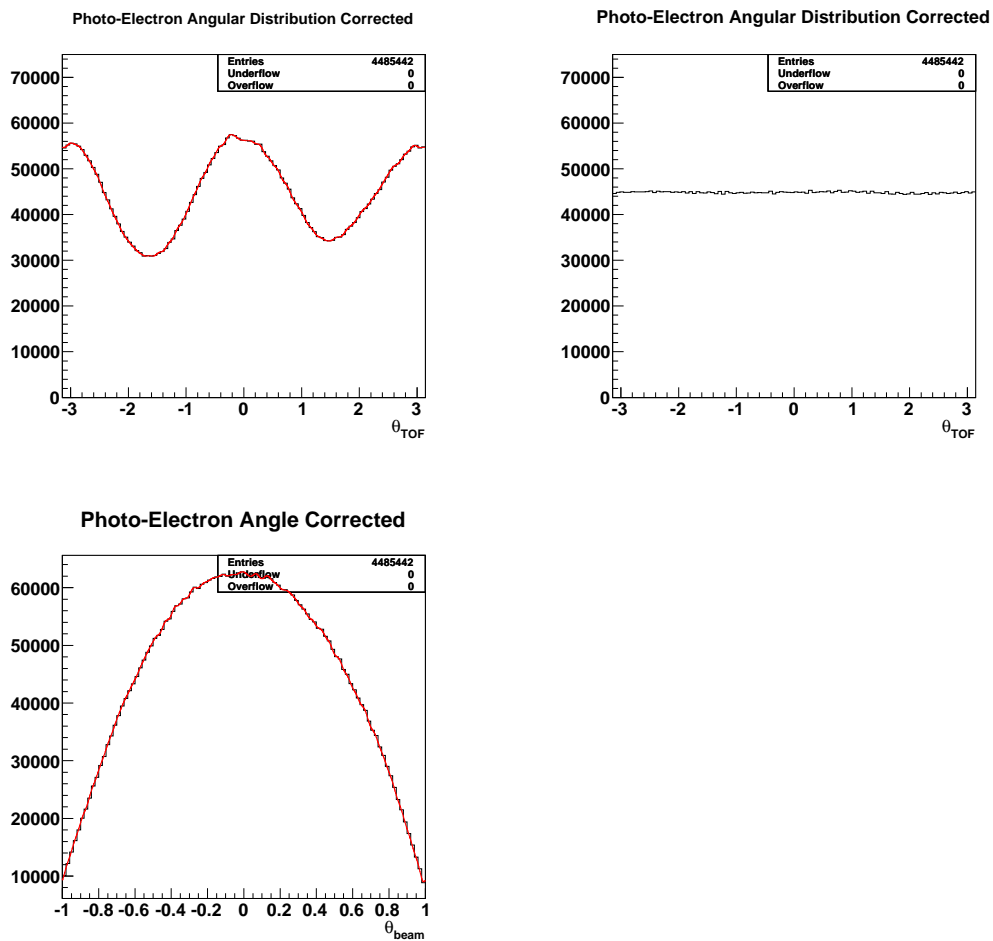 Photo-Electron Angular Distribution Corrected
Entries 4485442
Underflow 0
Overflow 0
70000
60000
50000
40000
30000
20000
10000
0
-3 -2 -1 0 1 2 3
θTOF
Photo-Electron Angular Distribution Corrected
Entries 4485442
Underflow 0
Overflow 0
70000
60000
50000
40000
30000
20000
10000
0
-3 -2 -1 0 1 2 3
θTOF
Photo-Electron Angle Corrected
Entries 4485442
Underflow 0
Overflow 0
60000
50000
40000
30000
20000
10000
-1 -0.8 -0.6 -0.4 -0.2 0 0.2 0.4 0.6 0.8 1
θbeam